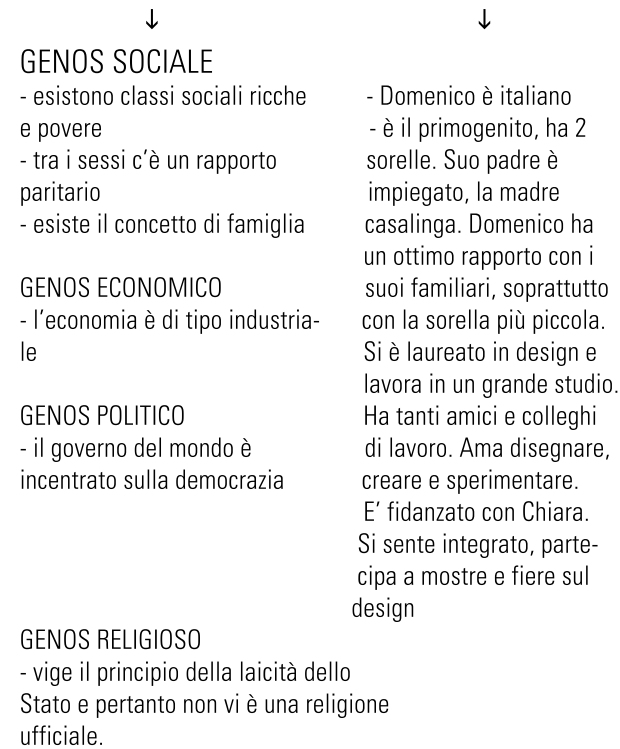 ↓
GENOS SOCIALE
- esistono classi sociali ricche
e povere
- tra i sessi c’è un rapporto
paritario
- esiste il concetto di famiglia
GENOS ECONOMICO
- l’economia è di tipo industria-
le
GENOS POLITICO
- il governo del mondo è
incentrato sulla democrazia
GENOS RELIGIOSO
- vige il principio della laicità dello
Stato e pertanto non vi è una religione
ufficiale.
↓
- Domenico è italiano
- è il primogenito, ha 2
sorelle. Suo padre è
impiegato, la madre
casalinga. Domenico ha
un ottimo rapporto con i
suoi familiari, soprattutto
con la sorella più piccola.
Si è laureato in design e
lavora in un grande studio.
Ha tanti amici e colleghi
di lavoro. Ama disegnare,
creare e sperimentare.
E’ fidanzato con Chiara.
Si sente integrato, parte-
cipa a mostre e fiere sul
design